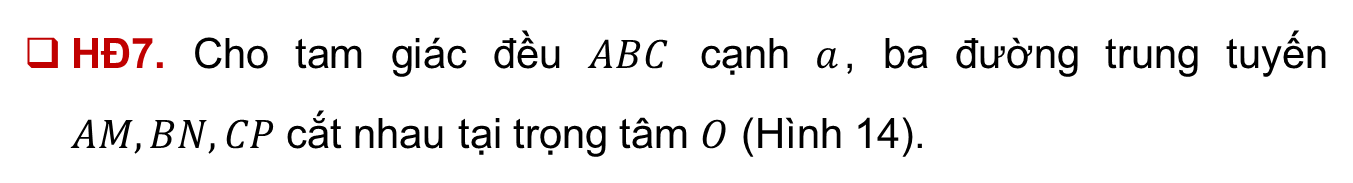 ❑ HĐ7. Cho tam giác đều ABC cạnh a, ba đường trung tuyến
AM, BN, CP cắt nhau tại trọng tâm O (Hình 14).